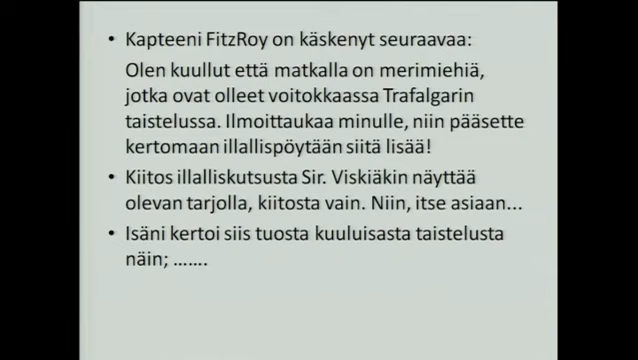 • Kapteeni FitzRoy on käskenyt seuraavaa:
Olen kuullut että matkalla on merimiehiä,
jotka ovat olleet voitokkaassa Trafalgarin
taistelussa. Ilmoittaukaa minulle, niin pääsette
kertomaan illallispöytään siitä lisää!
• Kiitos illalliskutsusta Sir. Viskiäkin näyttää
olevan tarjolla, kiitosta vain. Niin, itse asiaan...
• Isäni kertoi siis tuosta kuuluisasta taistelusta
näin; …….